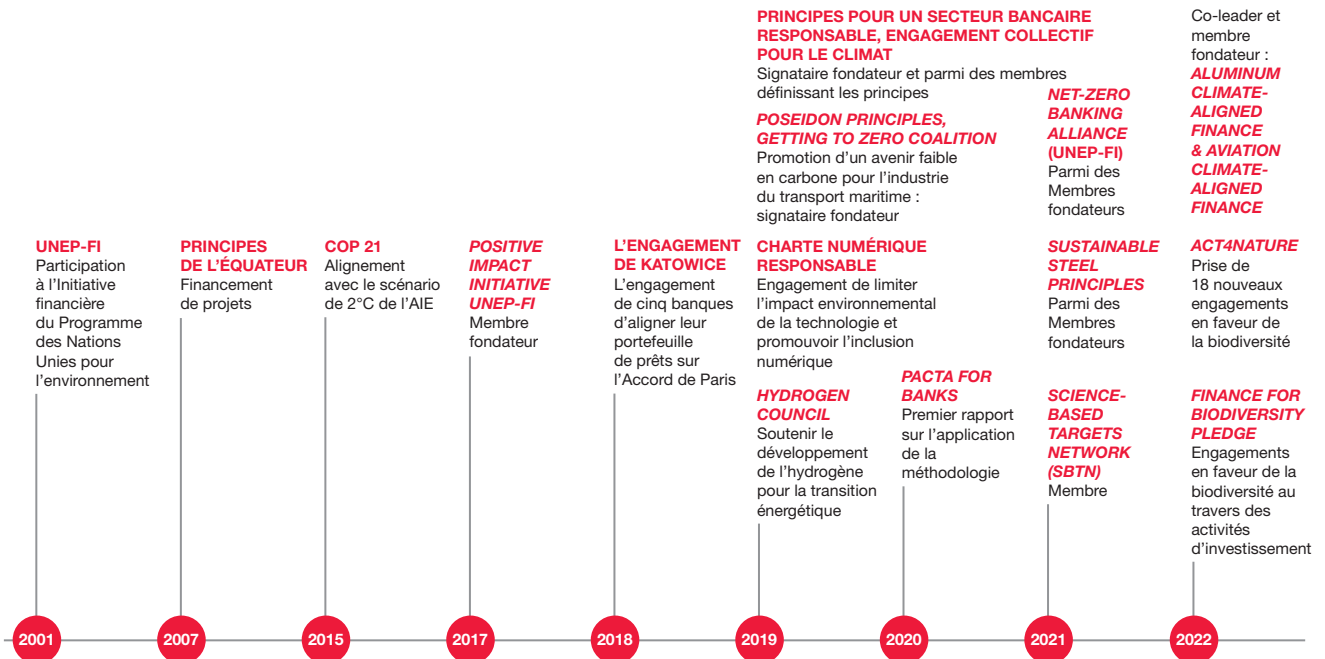 UNEP-FI
Participation
à l’Initiative
financière
du Programme
des Nations
Unies pour
l’environnement
2001
PRINCIPES
DE L’ÉQUATEUR
Financement
de projets
2007
COP 21
Alignement
avec le scénario
de 2°C de l’AIE
2015
POSITIVE
IMPACT
INITIATIVE
UNEP-FI
Membre
fondateur
2017
L’ENGAGEMENT
DE KATOWICE
L’engagement
de cinq banques
d’aligner leur
portefeuille
de prêts sur
l’Accord de Paris
2018
PRINCIPES POUR UN SECTEUR BANCAIRE
RESPONSABLE, ENGAGEMENT COLLECTIF
POUR LE CLIMAT
Signataire fondateur et parmi des membres
définissant les principes
POSEIDON PRINCIPLES,
GETTING TO ZERO COALITION
Promotion d’un avenir faible
en carbone pour l’industrie
du transport maritime :
signataire fondateur
CHARTE NUMÉRIQUE
RESPONSABLE
Engagement de limiter
l’impact environnemental
de la technologie et
promouvoir l’inclusion
numérique
HYDROGEN
COUNCIL
Soutenir le
développement
de l’hydrogène
pour la transition
énergétique
2019
PACTA FOR
BANKS
Premier rapport
sur l’application
de la
méthodologie
2020
NET-ZERO
BANKING
ALLIANCE
(UNEP-FI)
Parmi des
Membres
fondateurs
SUSTAINABLE
STEEL
PRINCIPLES
Parmi des
Membres
fondateurs
SCIENCE-
BASED
TARGETS
NETWORK
(SBTN)
Membre
2021
Co-leader et
membre
fondateur :
ALUMINUM
CLIMATE-
ALIGNED
FINANCE
& AVIATION
CLIMATE-
ALIGNED
FINANCE
ACT4NATURE
Prise de
18 nouveaux
engagements
en faveur de
la biodiversité
FINANCE FOR
BIODIVERSITY
PLEDGE
Engagements
en faveur de la
biodiversité au
travers des
activités
d’investissement
2022